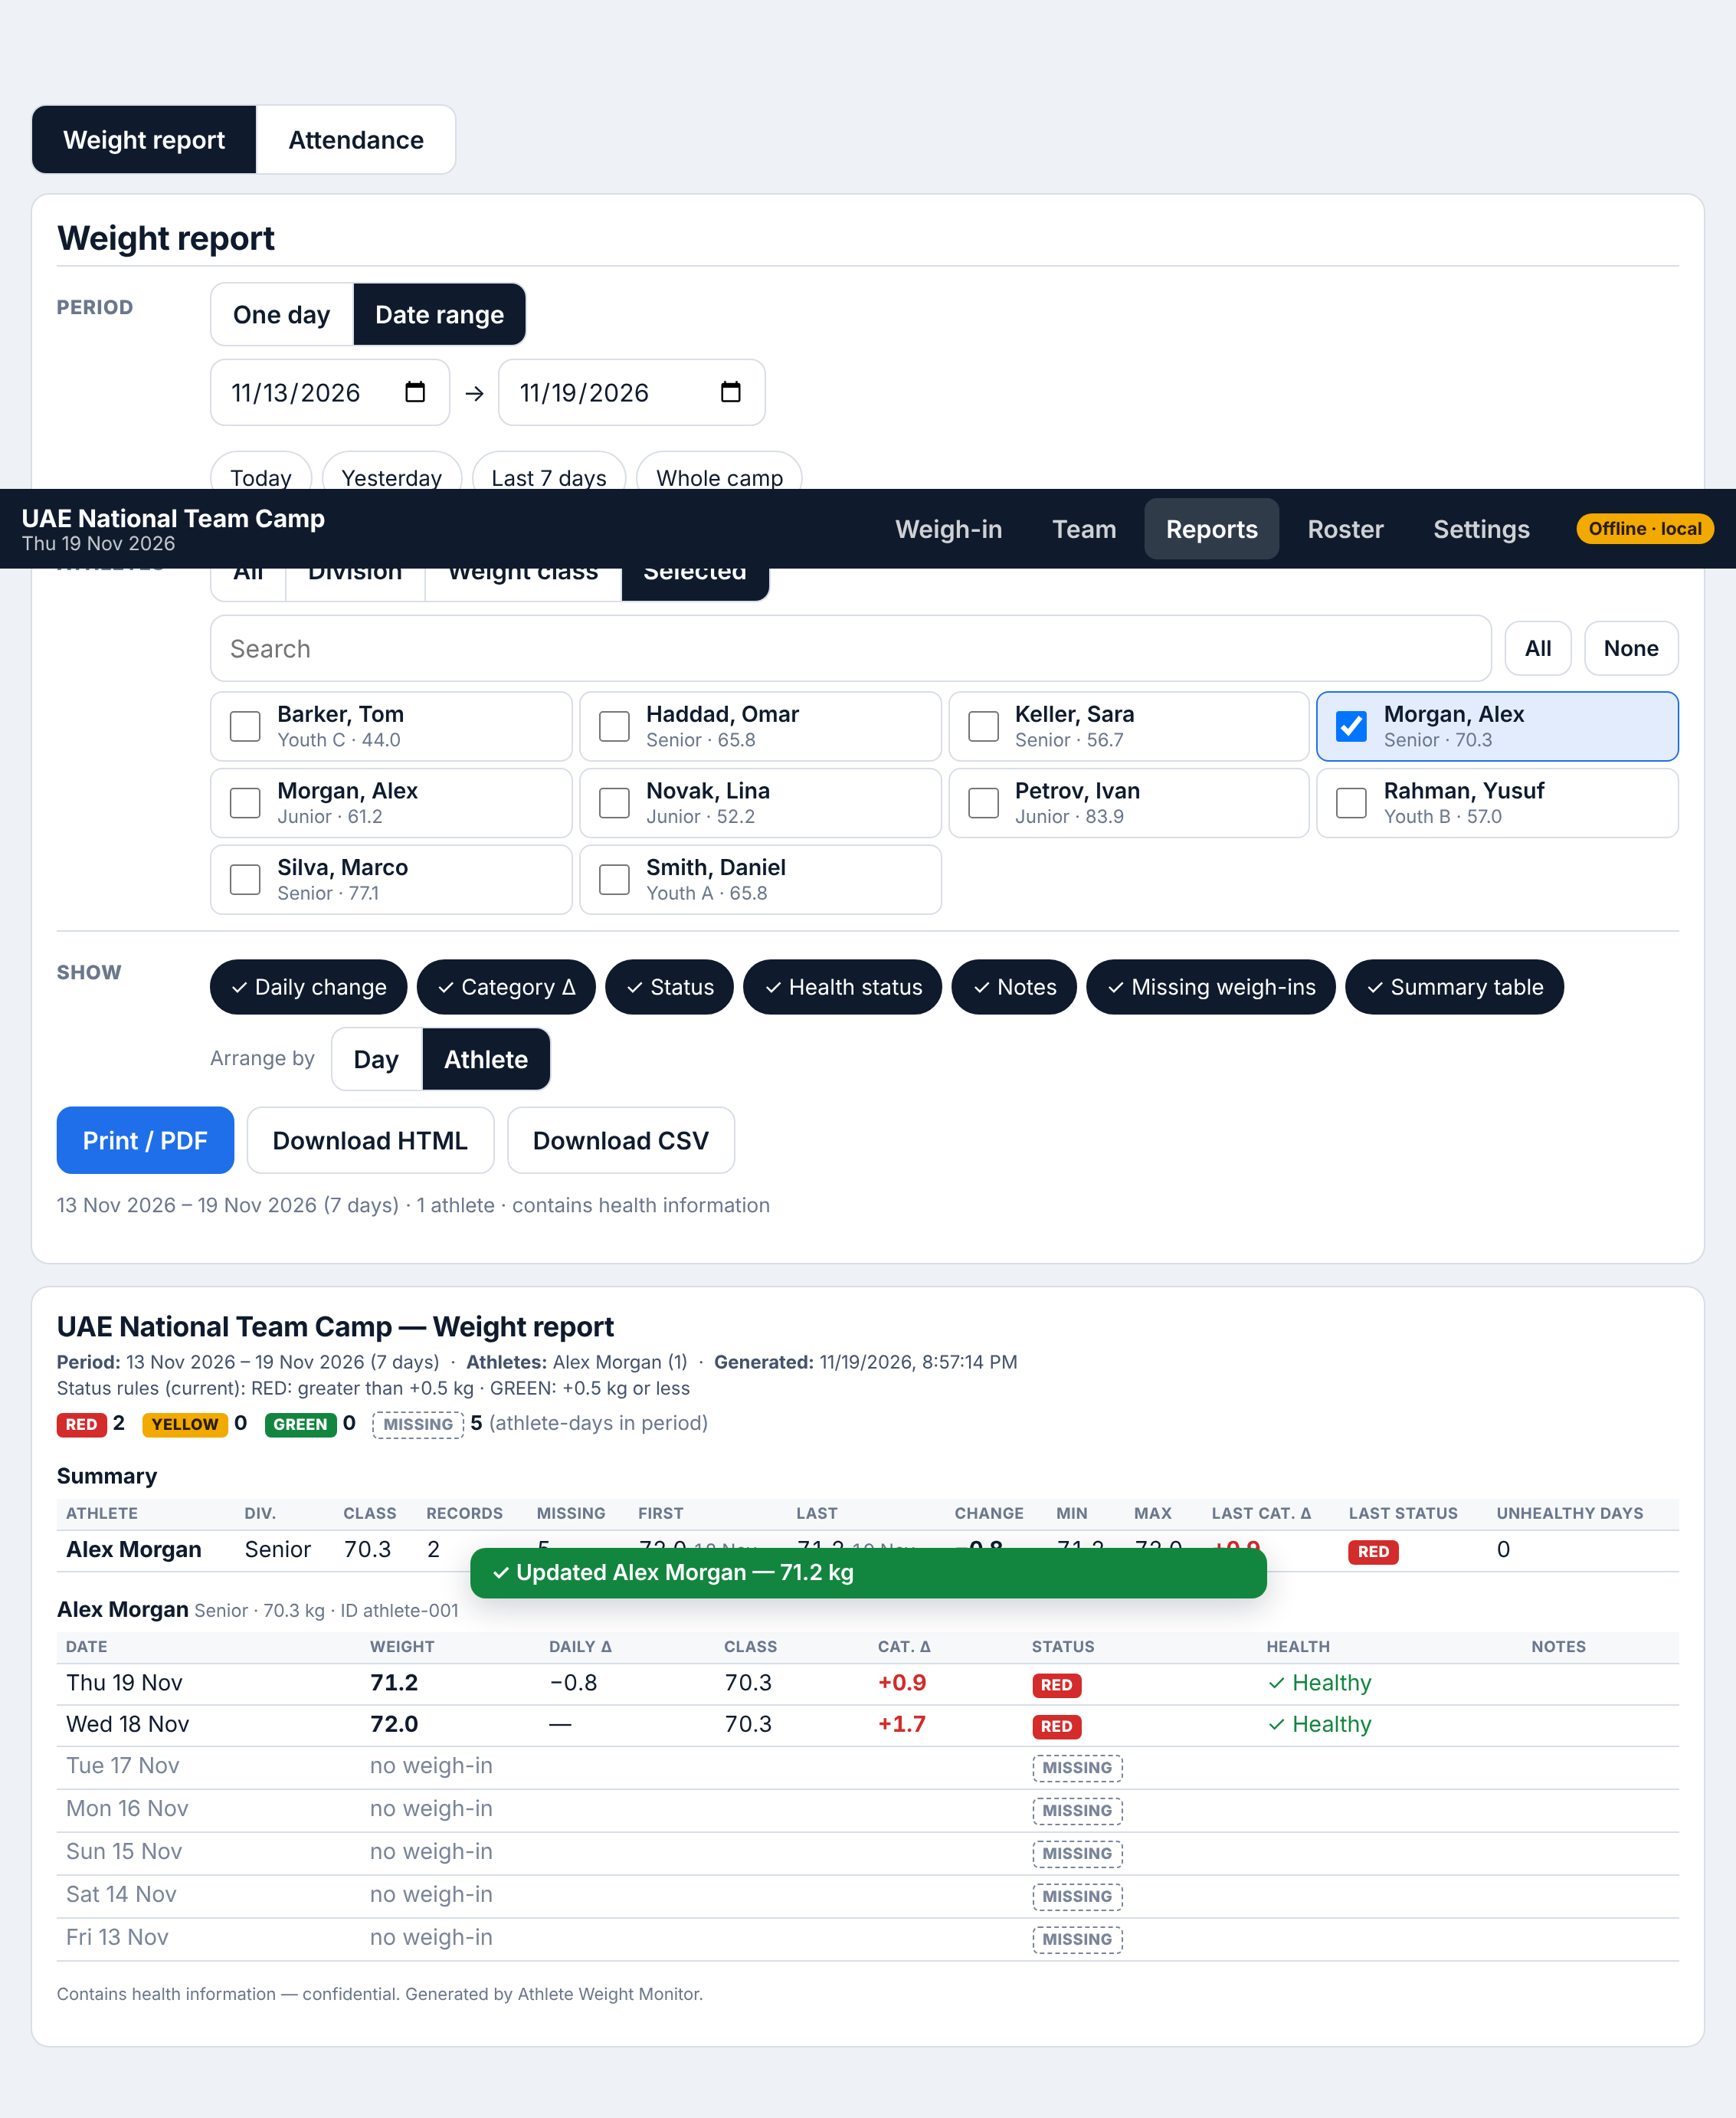 Weight report Attendance
Weight report
PERIOD One day Date range
11/13/2026 → 11/19/2026
Today Yesterday Last 7 days Whole camp
UAE National Team Camp
Thu 19 Nov 2026
Weigh-in Team Reports Roster Settings Offline · local
All Division Weight class Selected
Search All None
Barker, Tom Haddad, Omar Keller, Sara Morgan, Alex
Youth C · 44.0 Senior · 65.8 Senior · 56.7 Senior · 70.3
Morgan, Alex Novak, Lina Petrov, Ivan Rahman, Yusuf
Junior · 61.2 Junior · 52.2 Junior · 83.9 Youth B · 57.0
Silva, Marco Smith, Daniel
Senior · 77.1 Youth A · 65.8
SHOW ✓ Daily change ✓ Category Δ ✓ Status ✓ Health status ✓ Notes ✓ Missing weigh-ins ✓ Summary table
Arrange by Day Athlete
Print / PDF Download HTML Download CSV
13 Nov 2026 – 19 Nov 2026 (7 days) · 1 athlete · contains health information
UAE National Team Camp — Weight report
Period: 13 Nov 2026 – 19 Nov 2026 (7 days) · Athletes: Alex Morgan (1) · Generated: 11/19/2026, 8:57:14 PM
Status rules (current): RED: greater than +0.5 kg · GREEN: +0.5 kg or less
RED 2 YELLOW 0 GREEN 0 MISSING 5 (athlete-days in period)
Summary
ATHLETE DIV. CLASS RECORDS MISSING FIRST LAST CHANGE MIN MAX LAST CAT. Δ LAST STATUS UNHEALTHY DAYS
Alex Morgan Senior 70.3 2 RED 0
✓ Updated Alex Morgan — 71.2 kg
Alex Morgan Senior · 70.3 kg · ID athlete-001
DATE WEIGHT DAILY Δ CLASS CAT. Δ STATUS HEALTH NOTES
Thu 19 Nov 71.2 −0.8 70.3 +0.9 RED ✓ Healthy
Wed 18 Nov 72.0 — 70.3 +1.7 RED ✓ Healthy
Tue 17 Nov no weigh-in MISSING
Mon 16 Nov no weigh-in MISSING
Sun 15 Nov no weigh-in MISSING
Sat 14 Nov no weigh-in MISSING
Fri 13 Nov no weigh-in MISSING
Contains health information — confidential. Generated by Athlete Weight Monitor.